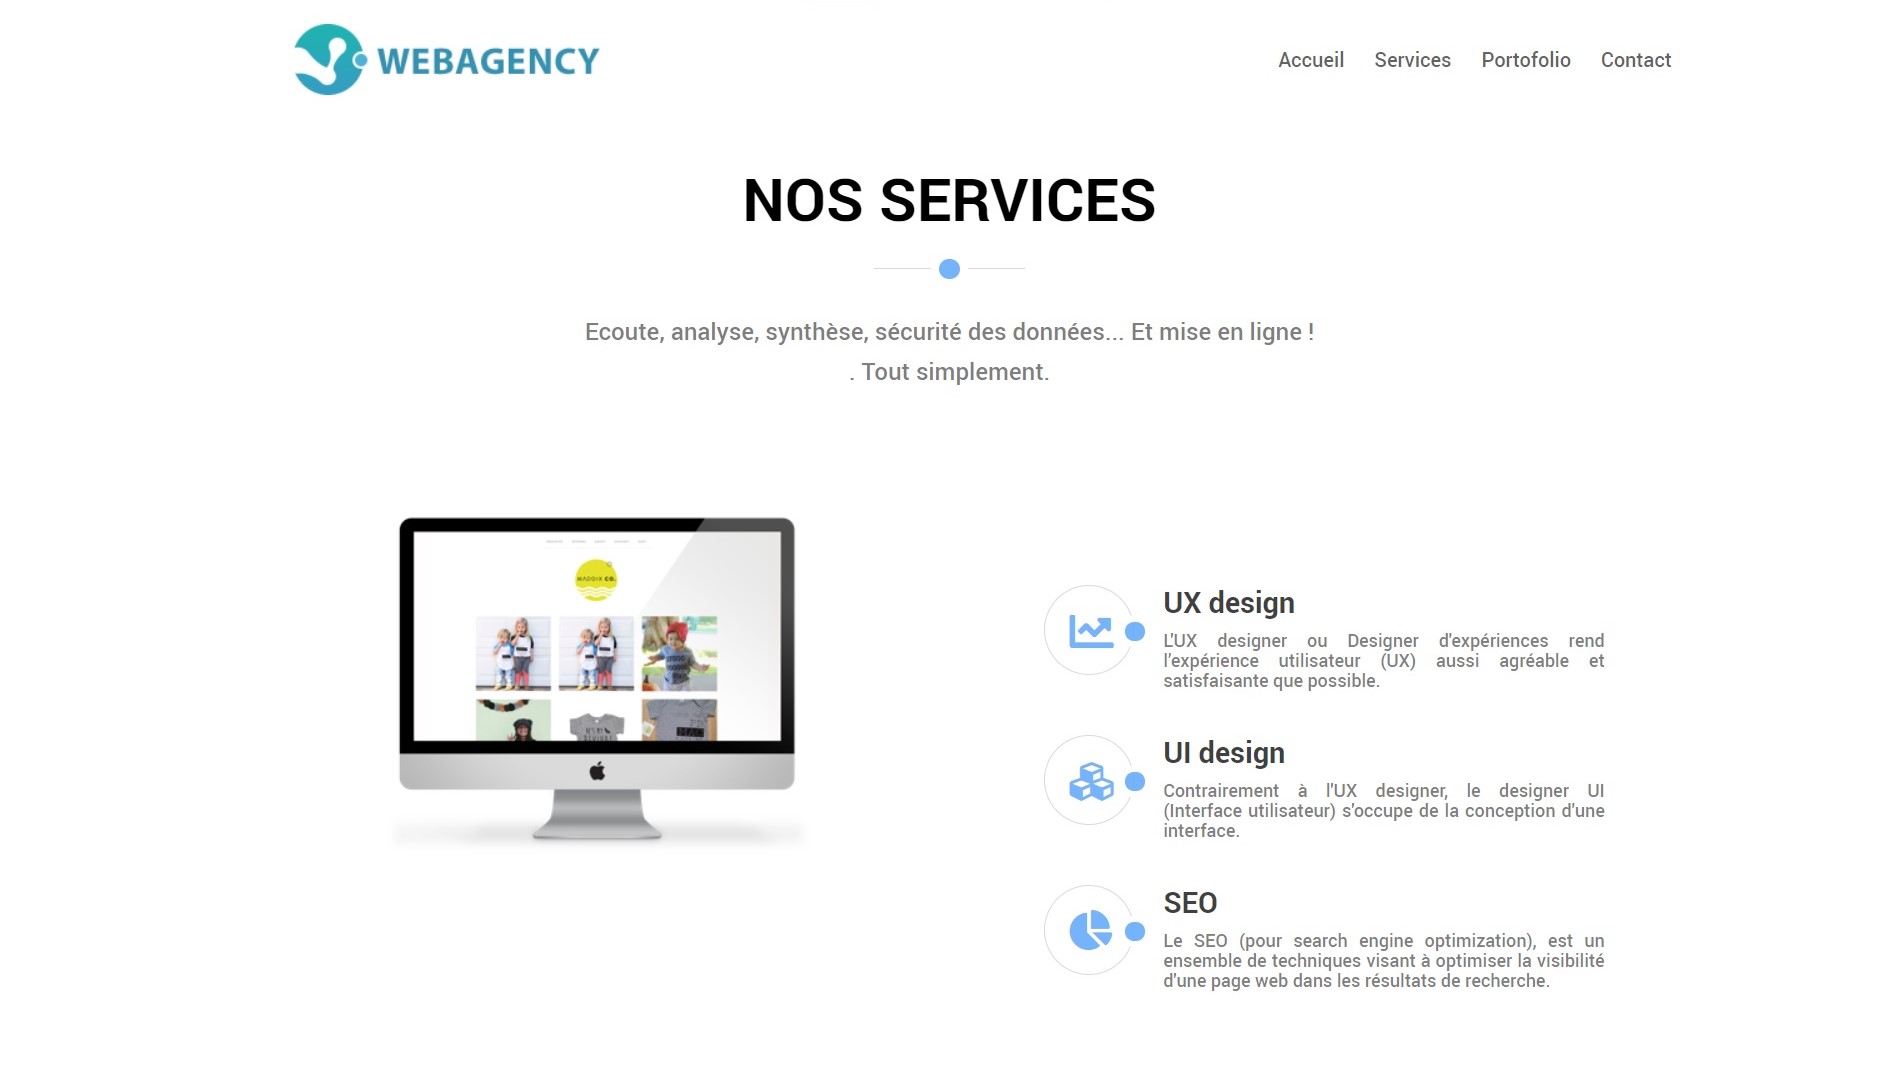 WEBAGENCY
Accueil Services Portofolio Contact
NOS SERVICES
Ecoute, analyse, synthèse, sécurité des données... Et mise en ligne !
. Tout simplement.
MADDIX CO.
UX design
L'UX designer ou Designer d'expériences rend
l'expérience utilisateur (UX) aussi agréable et
satisfaisante que possible.
UI design
Contrairement à l'UX designer, le designer UI
(Interface utilisateur) s'occupe de la conception d'une
interface.
SEO
Le SEO (pour search engine optimization), est un
ensemble de techniques visant à optimiser la visibilité
d'une page web dans les résultats de recherche.